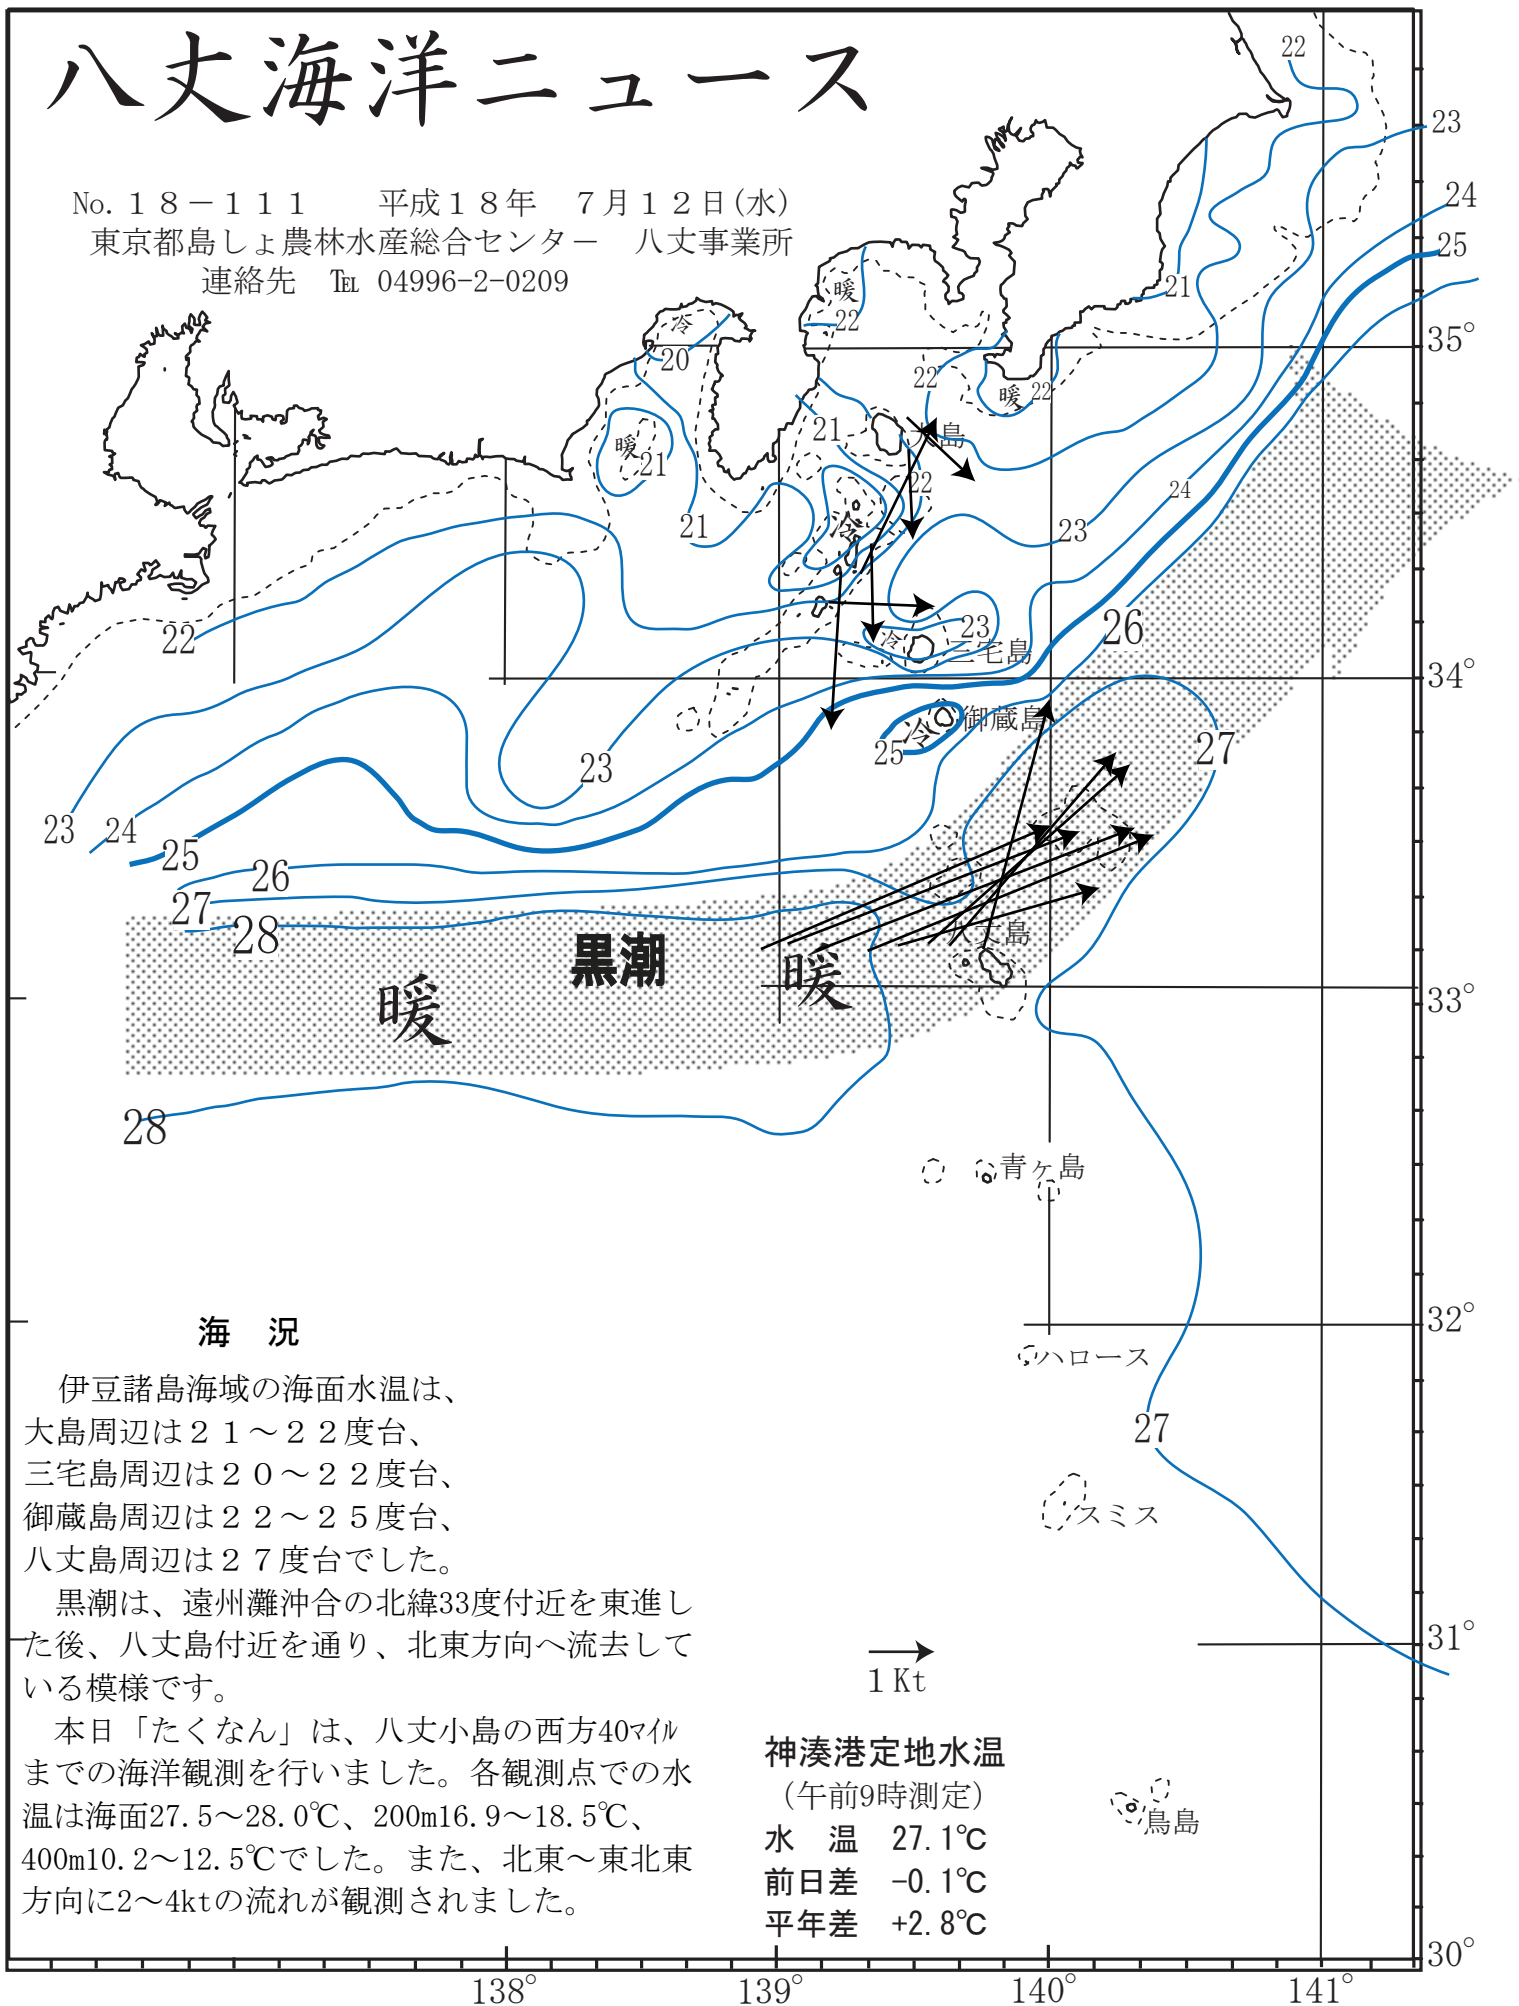 八丈海洋ニュース
No.１８－１１１　　平成１８年　７月１２日(水)
東京都島しょ農林水産総合センター　八丈事業所
連絡先　℡ 04996-2-0209
22
23
24
25
21
35°
暖
22
冷
20
22
暖
22
大島
21
暖
21
22
24
21
冷
23
26
22
23
冷
三宅島
34°
御蔵島
冷
25
27
23
23
24
25
26
27
28
黒潮
暖
暖
八丈島
33°
28
青ヶ島
32°
ハロース
27
スミス
31°
鳥島
30°
138°
139°
140°
141°
海　況
伊豆諸島海域の海面水温は、
大島周辺は２１～２２度台、
三宅島周辺は２０～２２度台、
御蔵島周辺は２２～２５度台、
八丈島周辺は２７度台でした。
黒潮は、遠州灘沖合の北緯33度付近を東進し
た後、八丈島付近を通り、北東方向へ流去して
いる模様です。
本日「たくなん」は、八丈小島の西方40ﾏｲﾙ
までの海洋観測を行いました。各観測点での水
温は海面27.5～28.0℃、200m16.9～18.5℃、
400m10.2～12.5℃でした。また、北東～東北東
方向に2～4ktの流れが観測されました。
1 Kt
神湊港定地水温
（午前9時測定）
水　温　27.1℃
前日差　-0.1℃
平年差　+2.8℃